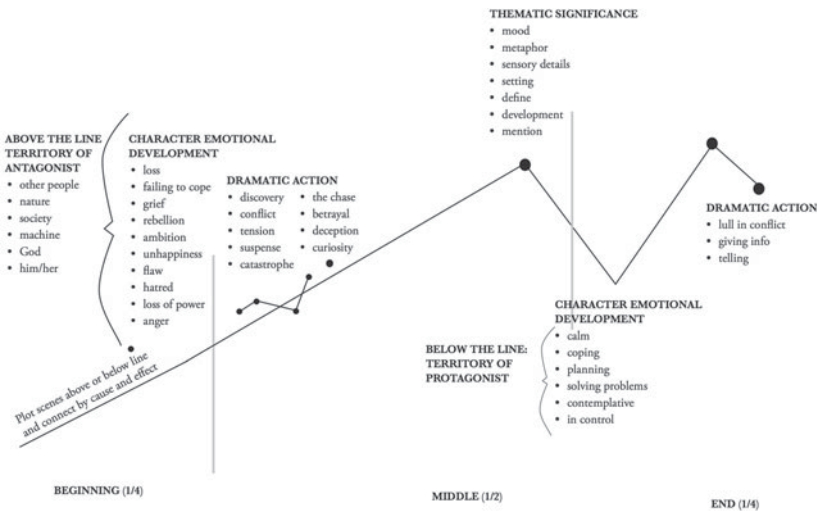 THEMATIC SIGNIFICANCE
• mood
• metaphor
• sensory details
• setting
• define
• development
• mention
ABOVE THE LINE
TERRITORY OF
ANTAGONIST
• other people
• nature
• society
• machine
• God
• him/her
CHARACTER EMOTIONAL
DEVELOPMENT
• loss
• failing to cope
• grief
• rebellion
• ambition
• unhappiness
• flaw
• hatred
• loss of power
• anger
DRAMATIC ACTION
• discovery
• conflict
• tension
• suspense
• catastrophe
• the chase
• betrayal
• deception
• curiosity
DRAMATIC ACTION
• lull in conflict
• giving info
• telling
Plot scenes above or below line
and connect by cause and effect
BELOW THE LINE:
TERRITORY OF
PROTAGONIST
CHARACTER EMOTIONAL
DEVELOPMENT
• calm
• coping
• planning
• solving problems
• contemplative
• in control
BEGINNING (1/4)
MIDDLE (1/2)
END (1/4)